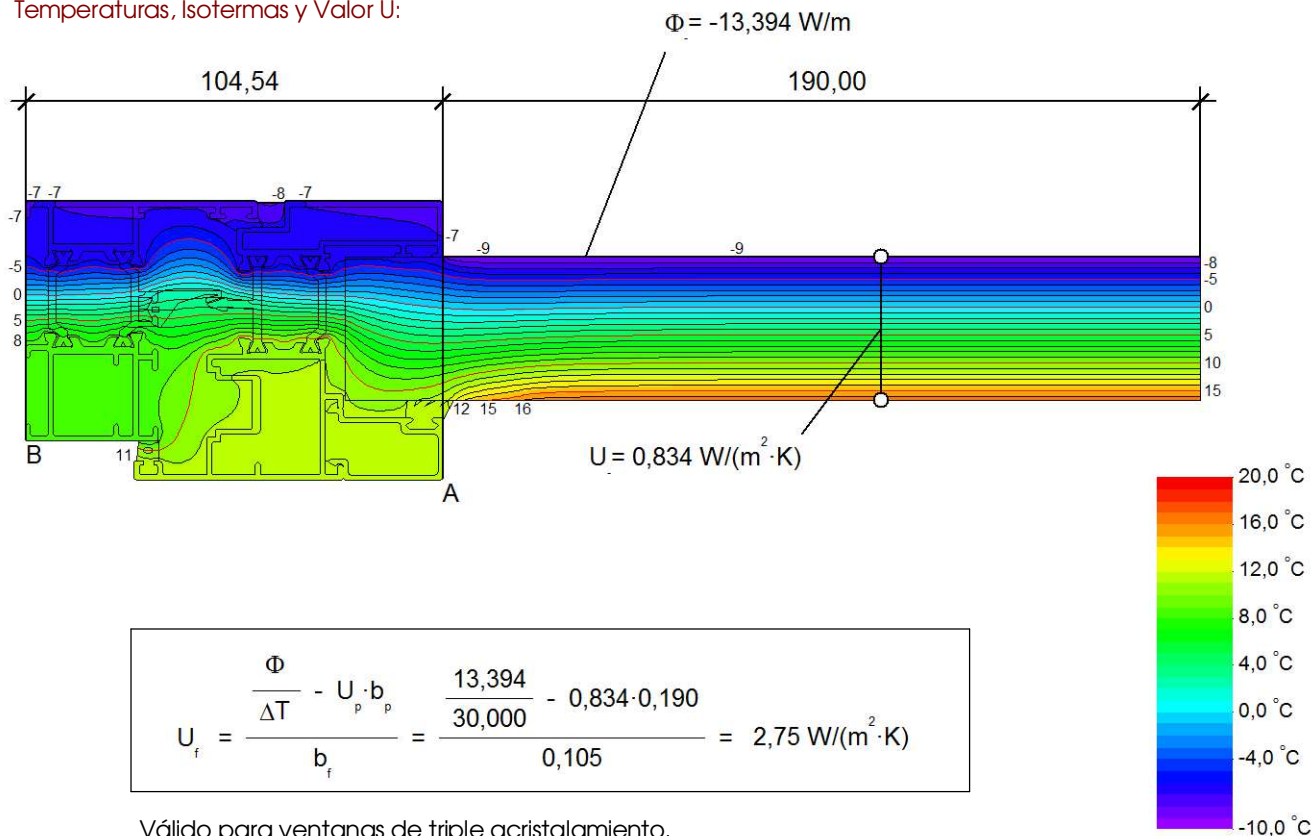 Temperaturas, Isotermas y Valor U:
Φ = -13,394 W/m
104,54
190,00
-7 -7
-8 -7
-7
-7
-9
-9
-8
-5
-5
0
0
5
5
8
10
15
12 15 16
B
11
A
U = 0,834 W/(m²·K)
20,0 °C
16,0 °C
12,0 °C
8,0 °C
4,0 °C
0,0 °C
-4,0 °C
-10,0 °C
U_f = (Φ/ΔT - U_p·b_p)/b_f = (13,394/30,000 - 0,834·0,190)/0,105 = 2,75 W/(m²·K)
Válido para ventanas de triple acristalamiento.